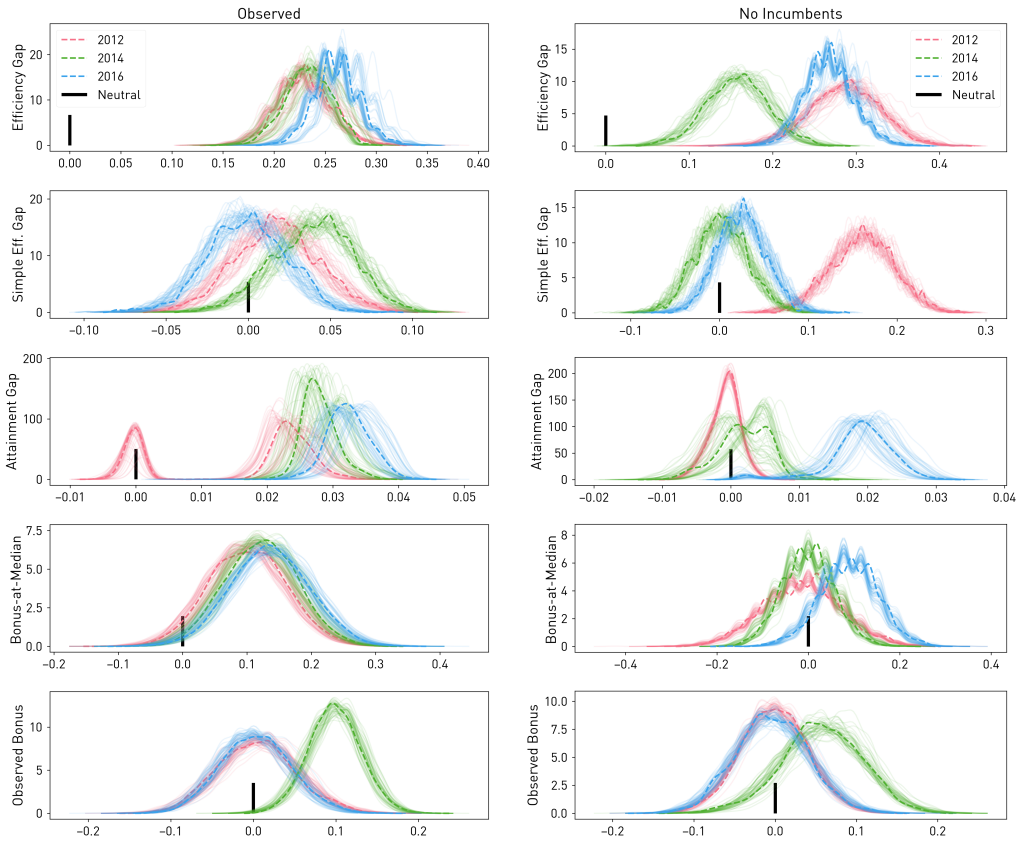 Observed
No Incumbents
Efficiency Gap
20
10
0
2012
2014
2016
Neutral
0.00 0.05 0.10 0.15 0.20 0.25 0.30 0.35 0.40
Efficiency Gap
15
10
5
0
2012
2014
2016
Neutral
0.0 0.1 0.2 0.3 0.4
Simple Eff. Gap
20
10
0
−0.10 −0.05 0.00 0.05 0.10
Simple Eff. Gap
15
10
5
0
−0.1 0.0 0.1 0.2 0.3
Attainment Gap
200
100
0
−0.01 0.00 0.01 0.02 0.03 0.04 0.05
Attainment Gap
200
150
100
50
0
−0.02 −0.01 0.00 0.01 0.02 0.03 0.04
Bonus-at-Median
7.5
5.0
2.5
0.0
−0.2 −0.1 0.0 0.1 0.2 0.3 0.4
Bonus-at-Median
8
6
4
2
0
−0.4 −0.2 0.0 0.2 0.4
Observed Bonus
10
5
0
−0.2 −0.1 0.0 0.1 0.2
Observed Bonus
10.0
7.5
5.0
2.5
0.0
−0.2 −0.1 0.0 0.1 0.2